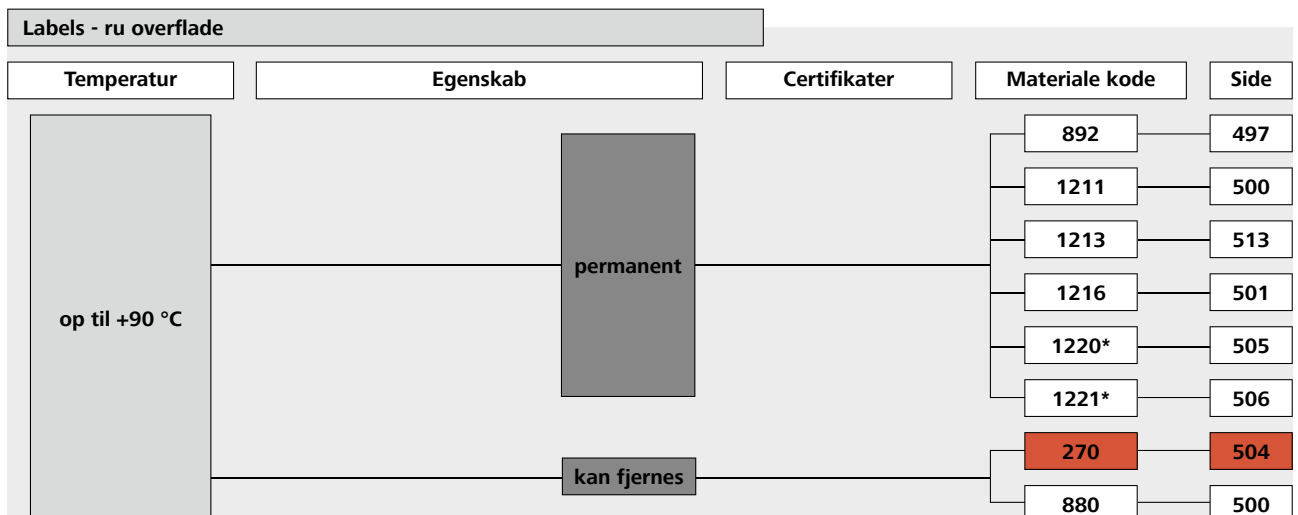 Labels - ru overflade
Temperatur Egenskab Certifikater Materiale kode Side
892 497
1211 500
1213 513
permanent
1216 501
op til +90 °C
1220* 505
1221* 506
270 504
kan fjernes
880 500